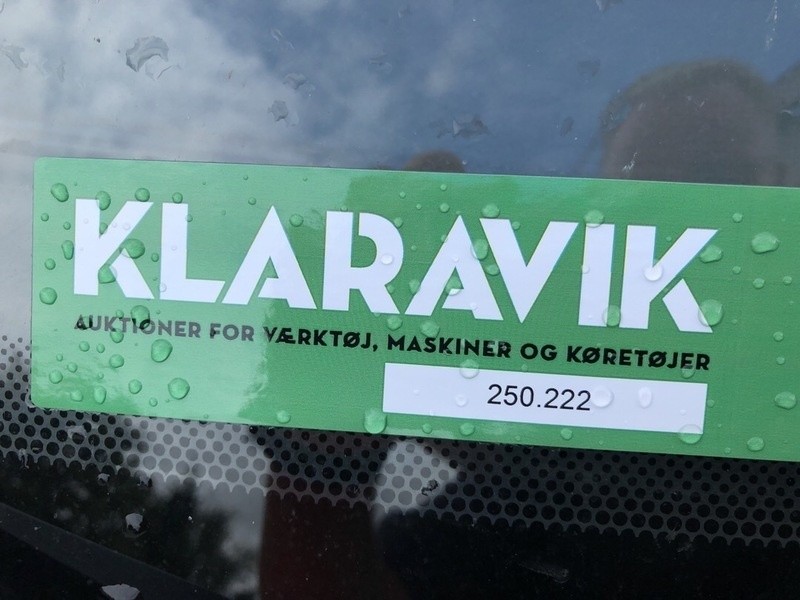 KLARAVIK
AUKTIONER FOR VÆRKTØJ, MASKINER OG KØRETØJER
250.222